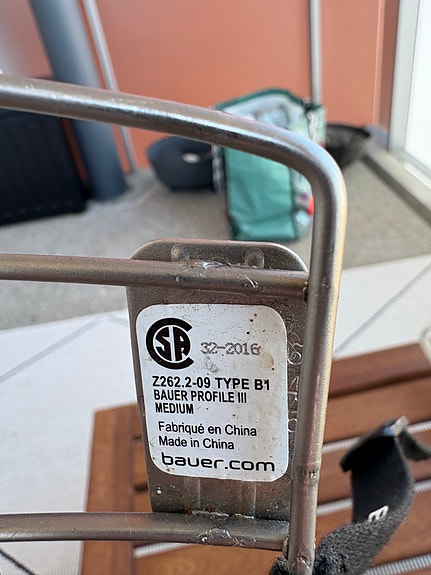 CSA 32-2016
Z262.2-09 TYPE B1
BAUER PROFILE III
MEDIUM
Fabriqué en China
Made in China
bauer.com